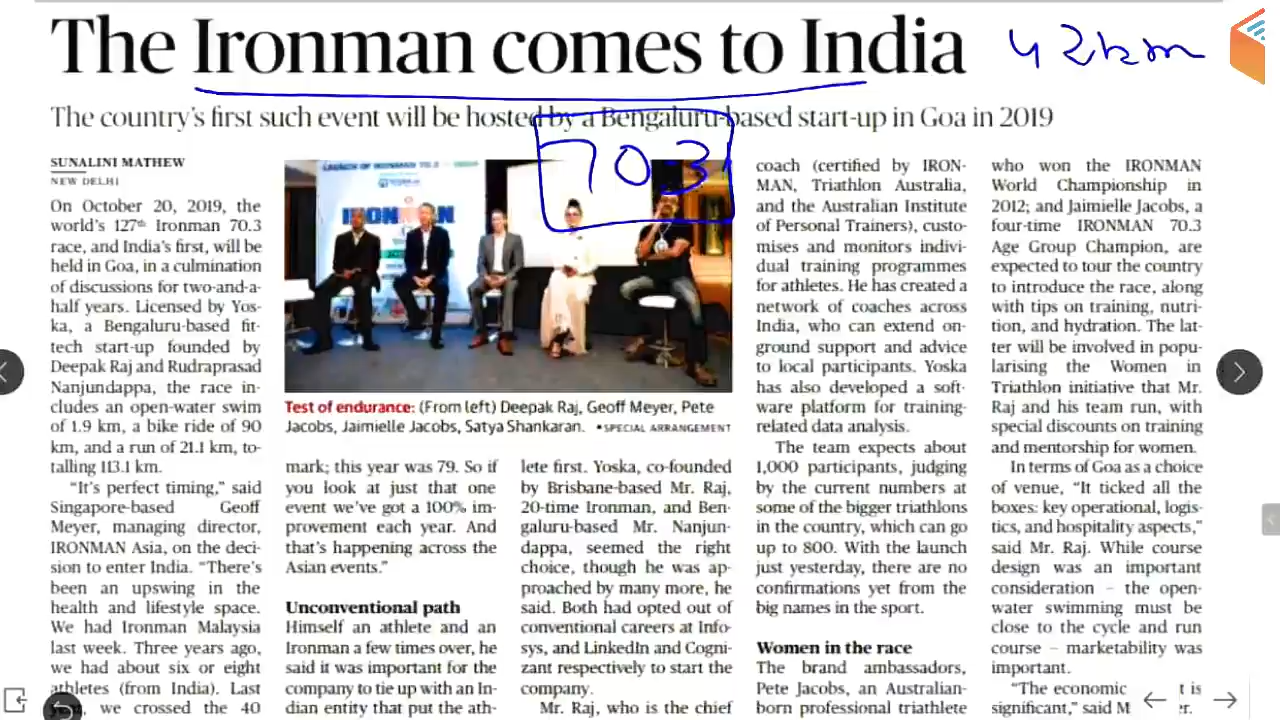 The Ironman comes to India
42km
The country's first such event will be hosted by a Bengaluru-based start-up in Goa in 2019
70.3
SUNALINI MATHEW
NEW DELHI
On October 20, 2019, the
world's 127th Ironman 70.3
race, and India's first, will be
held in Goa, in a culmination
of discussions for two-and-a-
half years. Licensed by Yos-
ka, a Bengaluru-based fit-
tech start-up founded by
Deepak Raj and Rudraprasad
Nanjundappa, the race in-
cludes an open-water swim
of 1.9 km, a bike ride of 90
km, and a run of 21.1 km, to-
talling 113.1 km.
"It's perfect timing," said
Singapore-based Geoff
Meyer, managing director,
IRONMAN Asia, on the deci-
sion to enter India. "There's
been an upswing in the
health and lifestyle space.
We had Ironman Malaysia
last week. Three years ago,
we had about six or eight
athletes (from India). Last
we crossed the 40
LAUNCH OF IRONMAN 70.3
IRONMAN
Test of endurance: (From left) Deepak Raj, Geoff Meyer, Pete
Jacobs, Jaimielle Jacobs, Satya Shankaran. •SPECIAL ARRANGEMENT
mark; this year was 79. So if
you look at just that one
event we've got a 100% im-
provement each year. And
that's happening across the
Asian events."
Unconventional path
Himself an athlete and an
Ironman a few times over, he
said it was important for the
company to tie up with an In-
dian entity that put the ath-
lete first. Yoska, co-founded
by Brisbane-based Mr. Raj,
20-time Ironman, and Ben-
galuru-based Mr. Nanjun-
dappa, seemed the right
choice, though he was ap-
proached by many more, he
said. Both had opted out of
conventional careers at Info-
sys, and LinkedIn and Cogni-
zant respectively to start the
company.
Mr. Raj, who is the chief
coach (certified by IRON-
MAN, Triathlon Australia,
and the Australian Institute
of Personal Trainers), custo-
mises and monitors indivi-
dual training programmes
for athletes. He has created a
network of coaches across
India, who can extend on-
ground support and advice
to local participants. Yoska
has also developed a soft-
ware platform for training-
related data analysis.
The team expects about
1,000 participants, judging
by the current numbers at
some of the bigger triathlons
in the country, which can go
up to 800. With the launch
just yesterday, there are no
confirmations yet from the
big names in the sport.
Women in the race
The brand ambassadors,
Pete Jacobs, an Australian-
born professional triathlete
who won the IRONMAN
World Championship in
2012; and Jaimielle Jacobs, a
four-time IRONMAN 70.3
Age Group Champion, are
expected to tour the country
to introduce the race, along
with tips on training, nutri-
tion, and hydration. The lat-
ter will be involved in popu-
larising the Women in
Triathlon initiative that Mr.
Raj and his team run, with
special discounts on training
and mentorship for women.
In terms of Goa as a choice
of venue, "It ticked all the
boxes: key operational, logis-
tics, and hospitality aspects,"
said Mr. Raj. While course
design was an important
consideration – the open-
water swimming must be
close to the cycle and run
course – marketability was
important.
"The economic is
significant," said